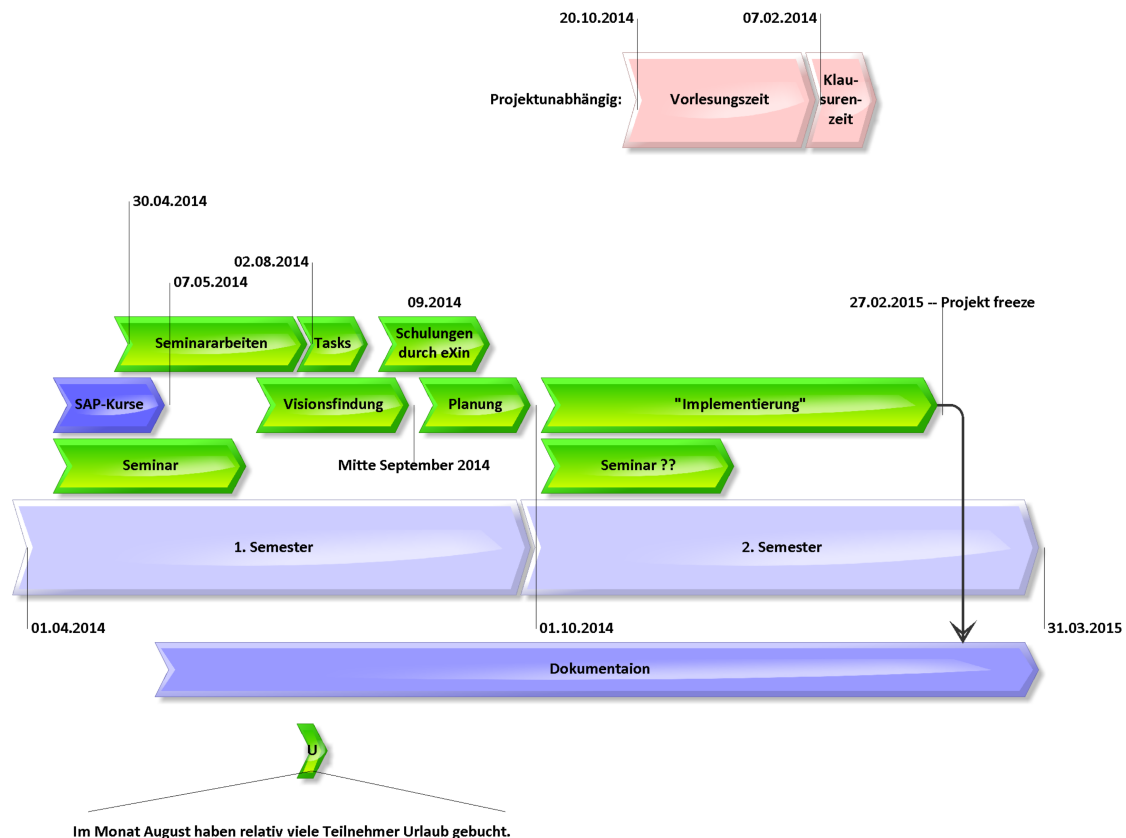 20.10.2014
07.02.2014
Projektunabhängig:
Vorlesungszeit
Klau-
suren-
zeit
30.04.2014
02.08.2014
07.05.2014
09.2014
27.02.2015 -- Projekt freeze
Seminararbeiten
Tasks
Schulungen
durch eXin
SAP-Kurse
Visionsfindung
Planung
"Implementierung"
Seminar
Mitte September 2014
Seminar ??
1. Semester
2. Semester
01.04.2014
01.10.2014
31.03.2015
Dokumentaion
U
Im Monat August haben relativ viele Teilnehmer Urlaub gebucht.